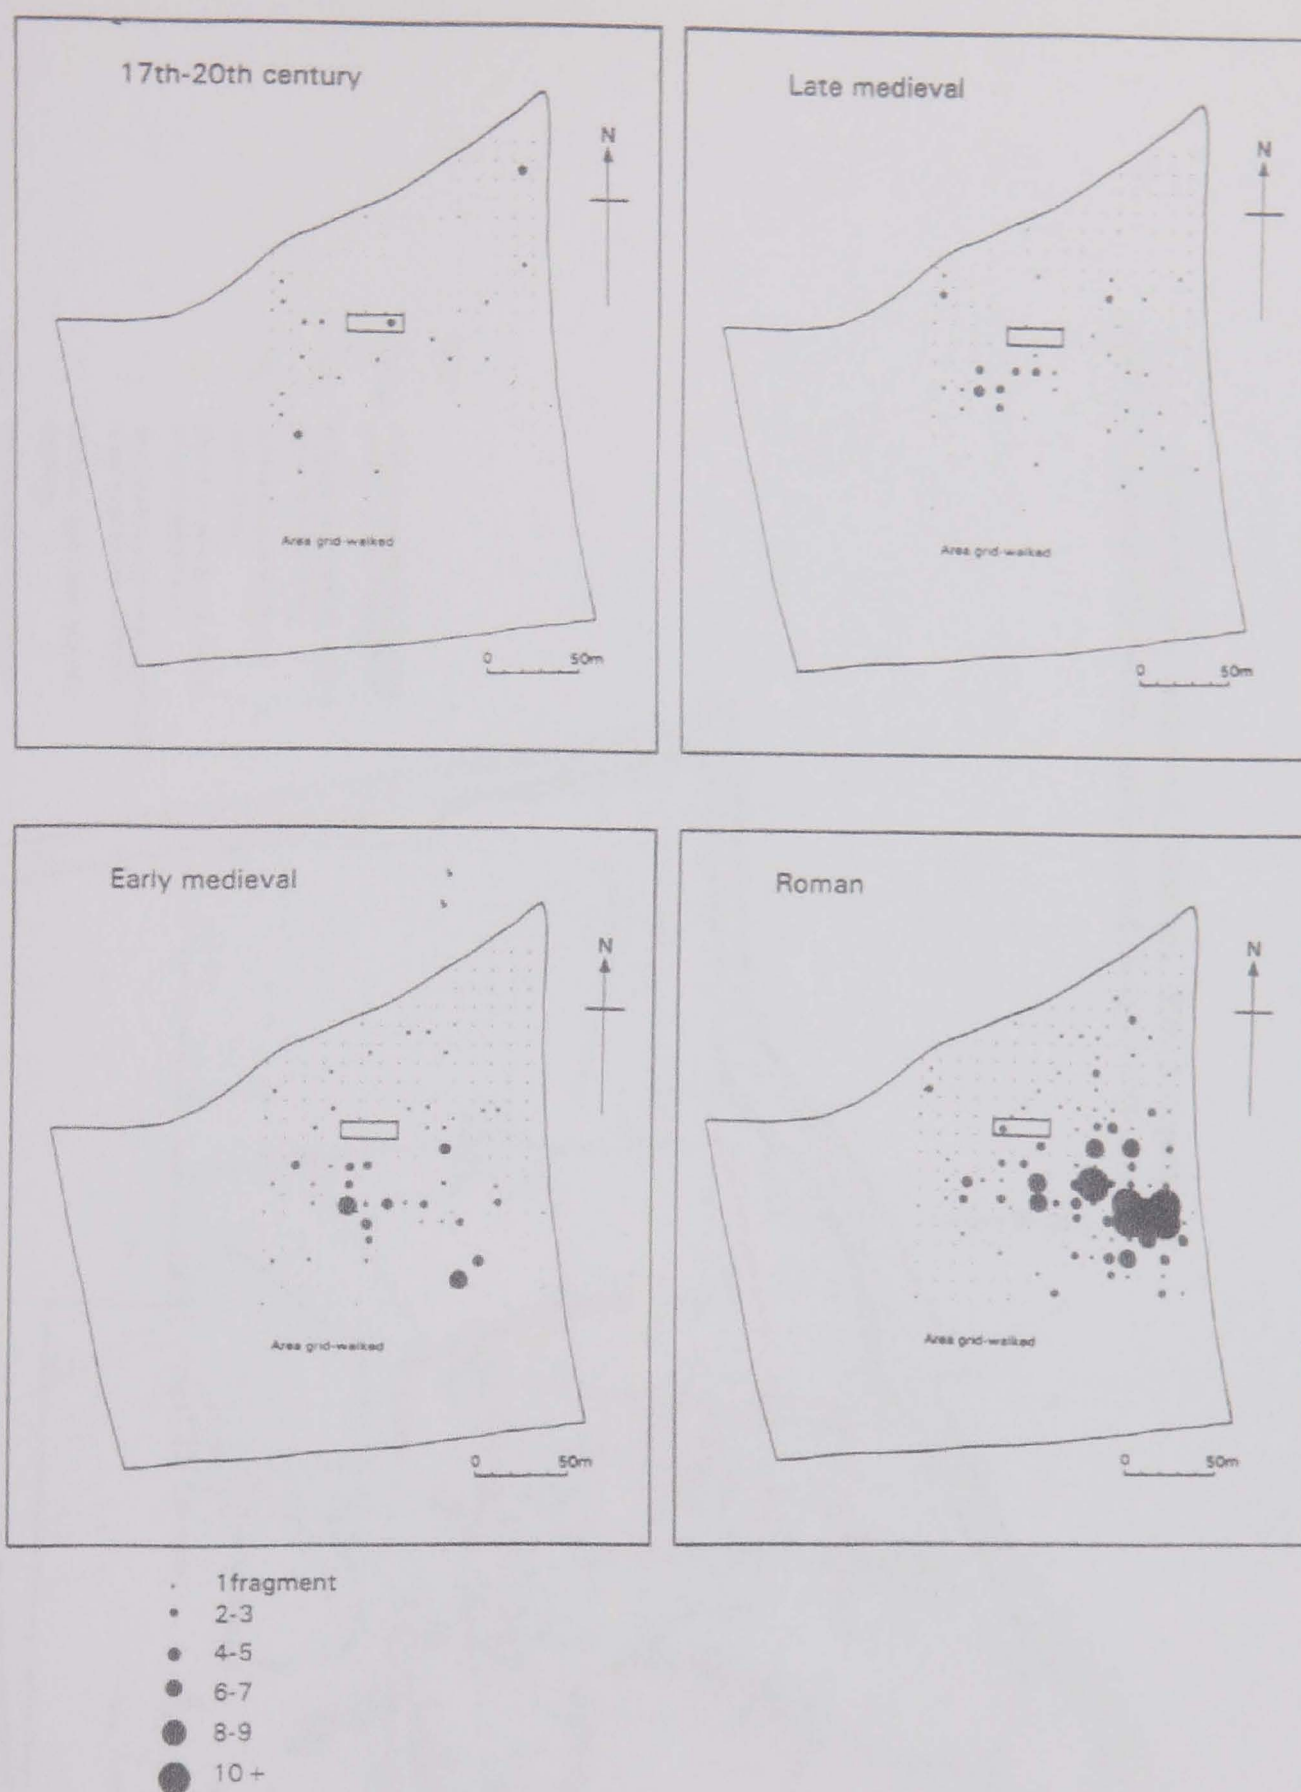 17th-20th century
N
Area grid-walked
0 50m
Late medieval
N
Area grid-walked
0 50m
Early medieval
N
Area grid-walked
0 50m
Roman
N
Area grid-walked
0 50m
1fragment
2-3
4-5
6-7
8-9
10+